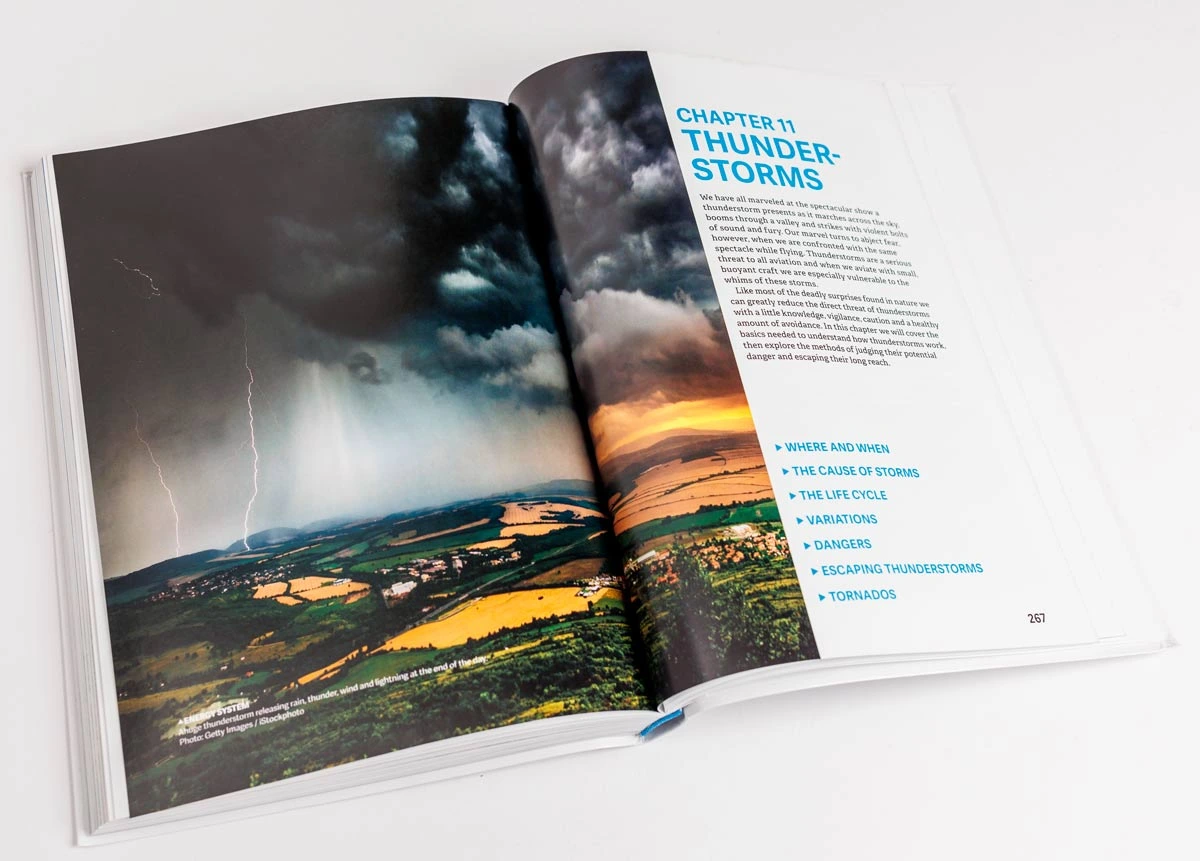 ▲ENERGY SYSTEM
A huge thunderstorm releasing rain, thunder, wind and lightning at the end of the day.
Photo: Getty Images / iStockphoto
CHAPTER 11
THUNDER-
STORMS
We have all marveled at the spectacular show a
thunderstorm presents as it marches across the sky,
booms through a valley and strikes with violent bolts
of sound and fury. Our marvel turns to abject fear,
however, when we are confronted with the same
spectacle while flying. Thunderstorms are a serious
threat to all aviation and when we aviate with small,
buoyant craft we are especially vulnerable to the
whims of these storms.
Like most of the deadly surprises found in nature we
can greatly reduce the direct threat of thunderstorms
with a little knowledge, vigilance, caution and a healthy
amount of avoidance. In this chapter we will cover the
basics needed to understand how thunderstorms work,
then explore the methods of judging their potential
danger and escaping their long reach.
▶ WHERE AND WHEN
▶ THE CAUSE OF STORMS
▶ THE LIFE CYCLE
▶ VARIATIONS
▶ DANGERS
▶ ESCAPING THUNDERSTORMS
▶ TORNADOS
267